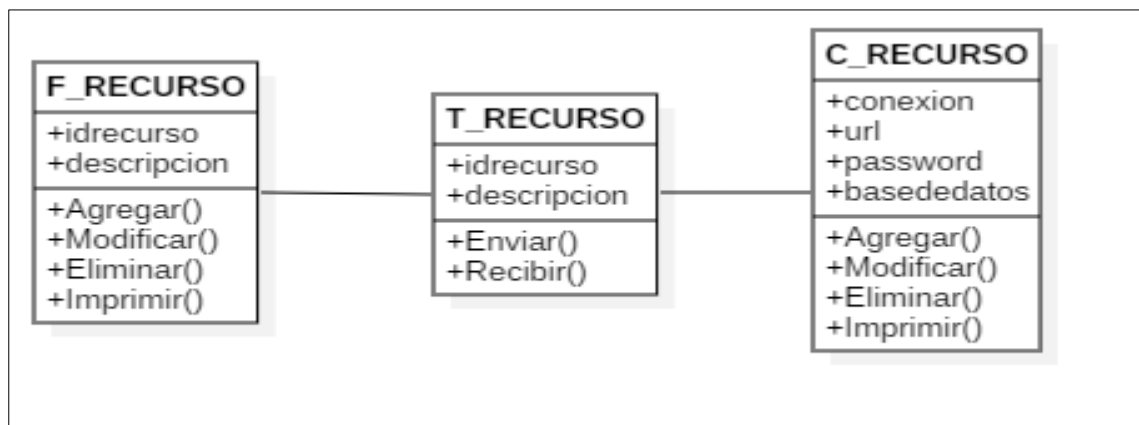 F_RECURSO
+idrecurso
+descripcion
+Agregar()
+Modificar()
+Eliminar()
+Imprimir()
T_RECURSO
+idrecurso
+descripcion
+Enviar()
+Recibir()
C_RECURSO
+conexion
+url
+password
+basededatos
+Agregar()
+Modificar()
+Eliminar()
+Imprimir()